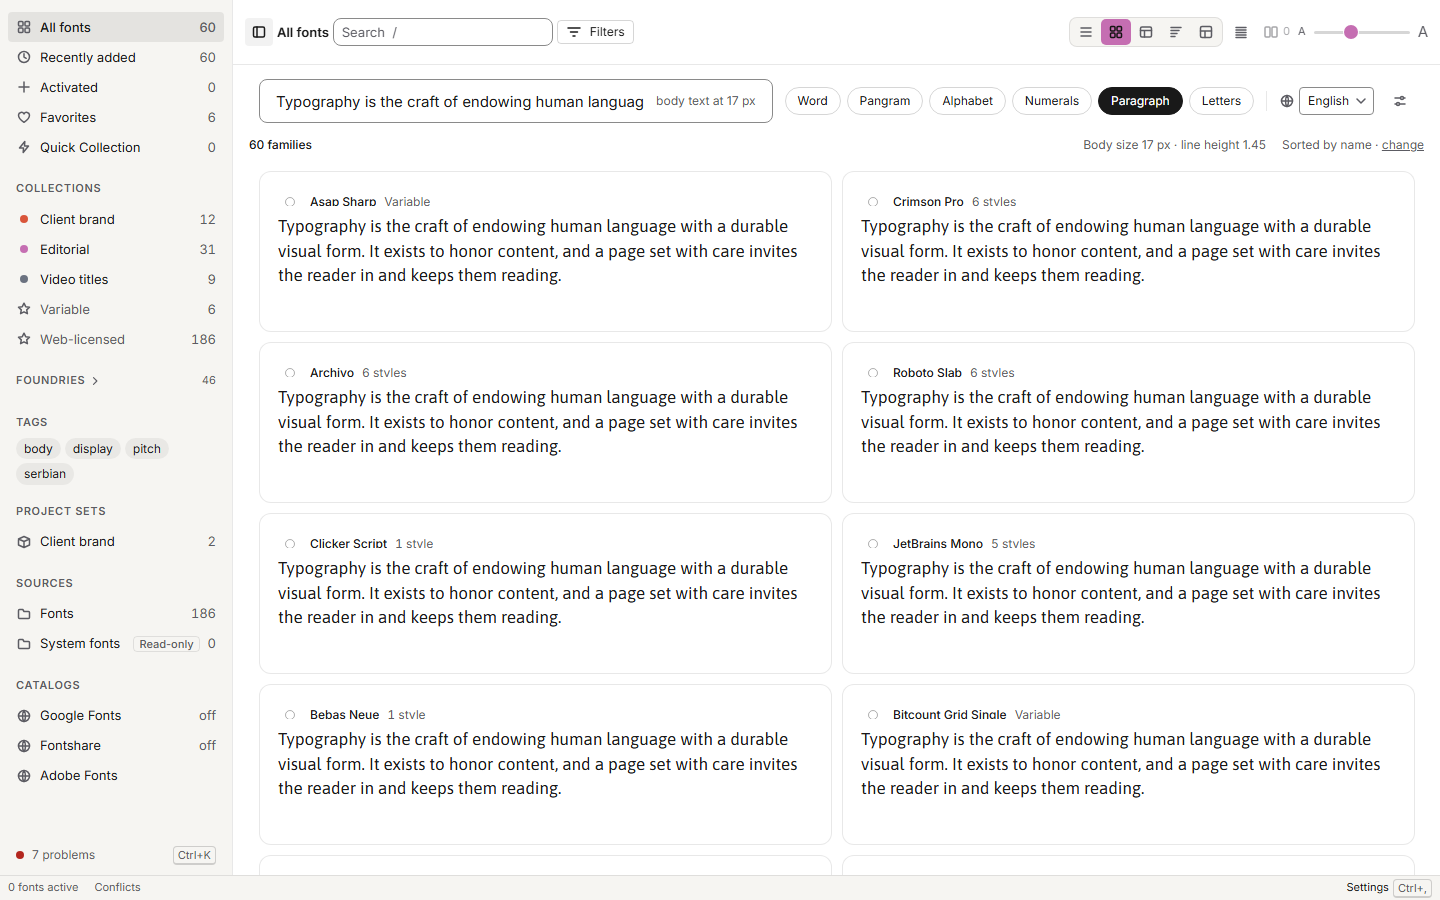 All fonts 60
Recently added 60
Activated 0
Favorites 6
Quick Collection 0
COLLECTIONS
Client brand 12
Editorial 31
Video titles 9
Variable 6
Web-licensed 186
FOUNDRIES 46
TAGS
body display pitch
serbian
PROJECT SETS
Client brand 2
SOURCES
Fonts 186
System fonts Read-only 0
CATALOGS
Google Fonts off
Fontshare off
Adobe Fonts
7 problems Ctrl+K
All fonts Search / Filters 0 A A
Typography is the craft of endowing human languag body text at 17 px Word Pangram Alphabet Numerals Paragraph Letters English
60 families Body size 17 px · line height 1.45 Sorted by name · change
Asap Sharp Variable
Typography is the craft of endowing human language with a durable
visual form. It exists to honor content, and a page set with care invites
the reader in and keeps them reading.
Crimson Pro 6 styles
Typography is the craft of endowing human language with a durable
visual form. It exists to honor content, and a page set with care invites
the reader in and keeps them reading.
Archivo 6 styles
Typography is the craft of endowing human language with a durable
visual form. It exists to honor content, and a page set with care invites
the reader in and keeps them reading.
Roboto Slab 6 styles
Typography is the craft of endowing human language with a durable
visual form. It exists to honor content, and a page set with care invites
the reader in and keeps them reading.
Clicker Script 1 style
Typography is the craft of endowing human language with a durable
visual form. It exists to honor content, and a page set with care invites
the reader in and keeps them reading.
JetBrains Mono 5 styles
Typography is the craft of endowing human language with a durable
visual form. It exists to honor content, and a page set with care invites
the reader in and keeps them reading.
Bebas Neue 1 style
Typography is the craft of endowing human language with a durable
visual form. It exists to honor content, and a page set with care invites
the reader in and keeps them reading.
Bitcount Grid Single Variable
Typography is the craft of endowing human language with a durable
visual form. It exists to honor content, and a page set with care invites
the reader in and keeps them reading.
0 fonts active Conflicts Settings Ctrl+,